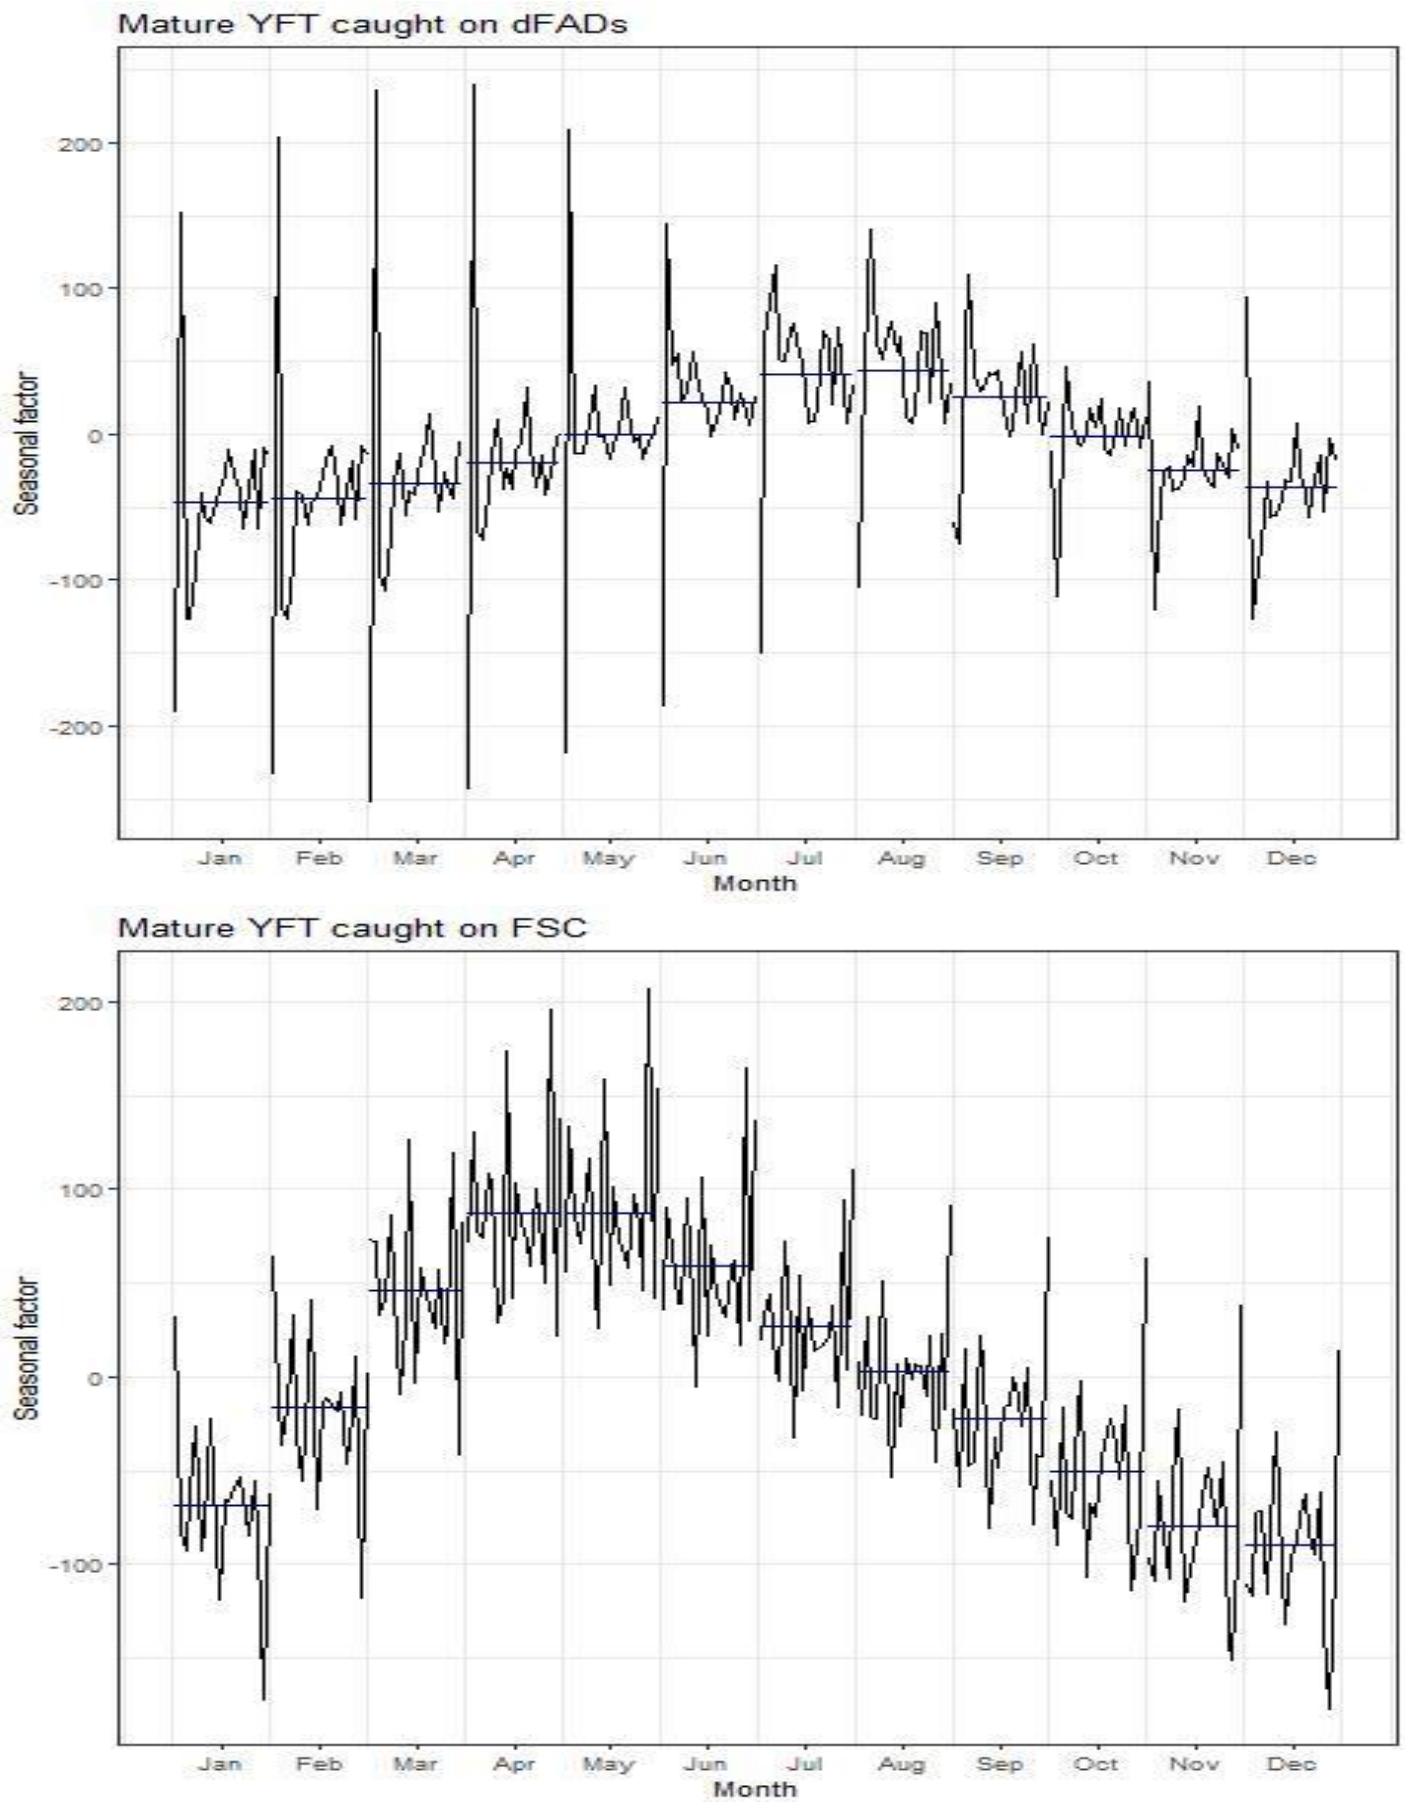 Mature YFT caught on dFADs
Seasonal factor
200
100
0
-100
-200
Jan Feb Mar Apr May Jun Jul Aug Sep Oct Nov Dec
Month
Mature YFT caught on FSC
Seasonal factor
200
100
0
-100
Jan Feb Mar Apr May Jun Jul Aug Sep Oct Nov Dec
Month